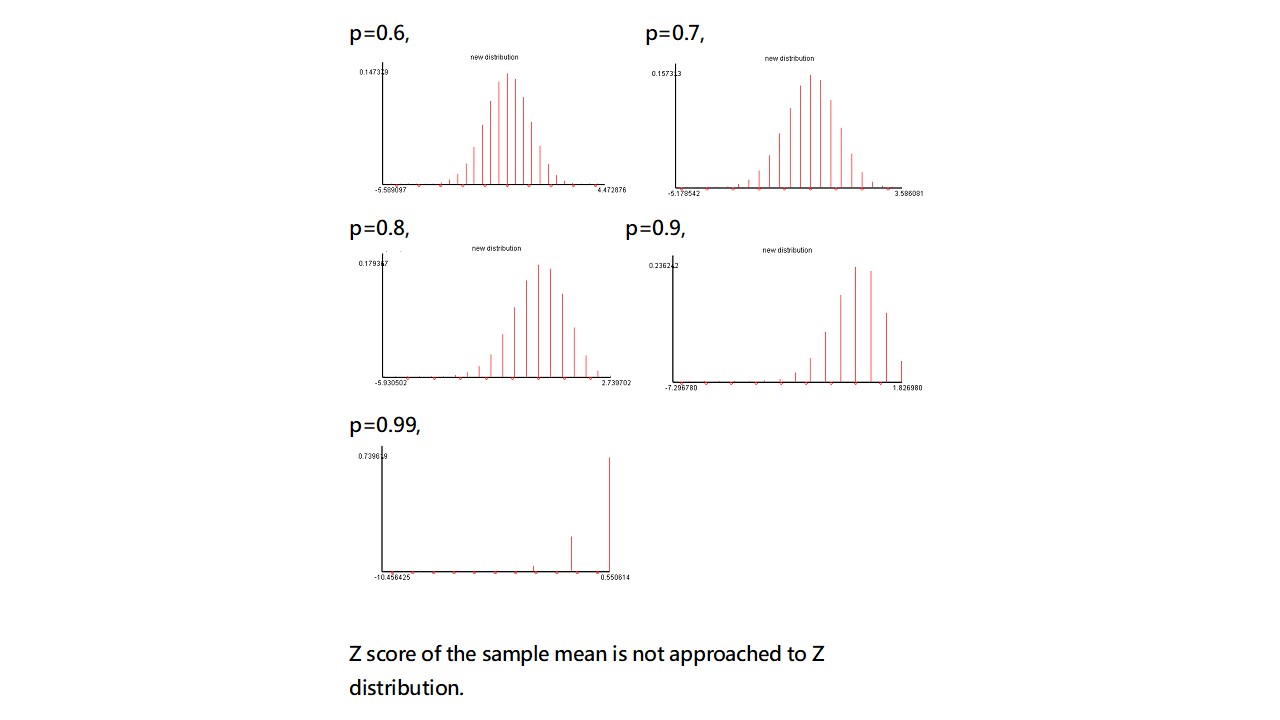 p=0.6,
p=0.7,
new distribution
0.147379
-5.589097
4.472876
new distribution
0.157313
-5.178542
3.586081
p=0.8,
p=0.9,
new distribution
0.179367
-5.930502
2.739702
new distribution
0.236242
-7.296780
1.826980
p=0.99,
0.739619
-10.456425
0.550614
Z score of the sample mean is not approached to Z
distribution.